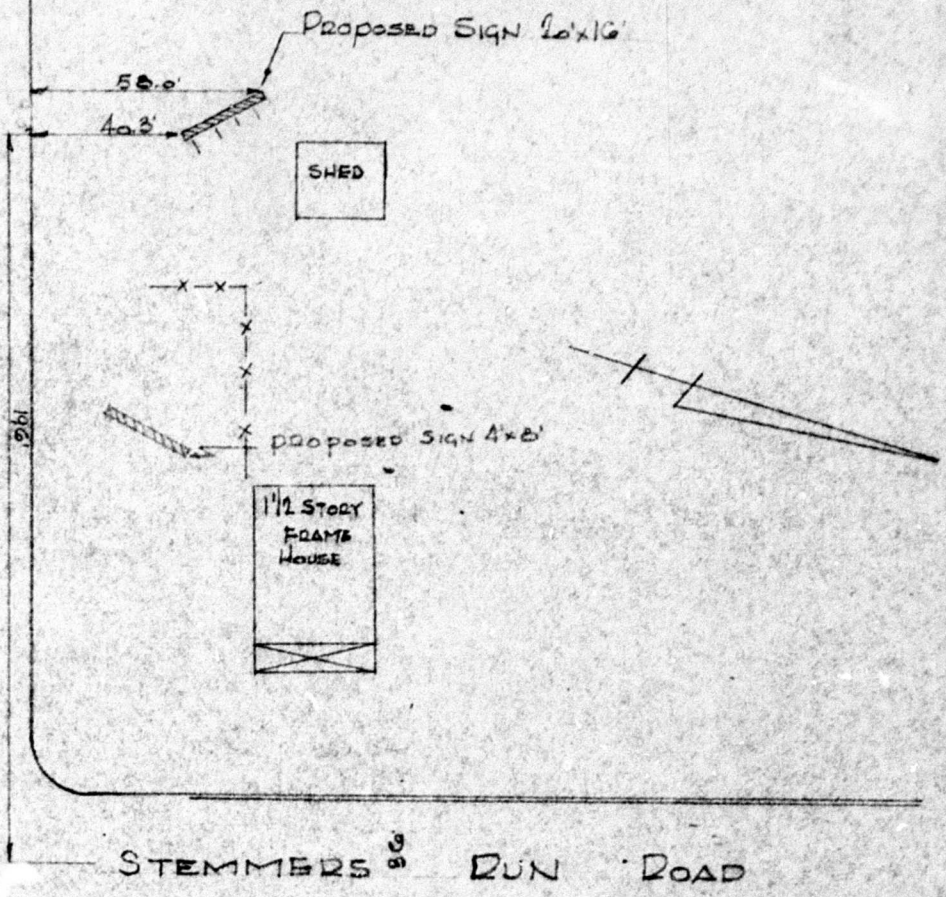 PROPOSED SIGN 20'x16'
58.0'
40.3'
SHED
196'
PROPOSED SIGN 4'x8'
1 1/2 STORY
FRAME
HOUSE
STEMMERS RUN ROAD